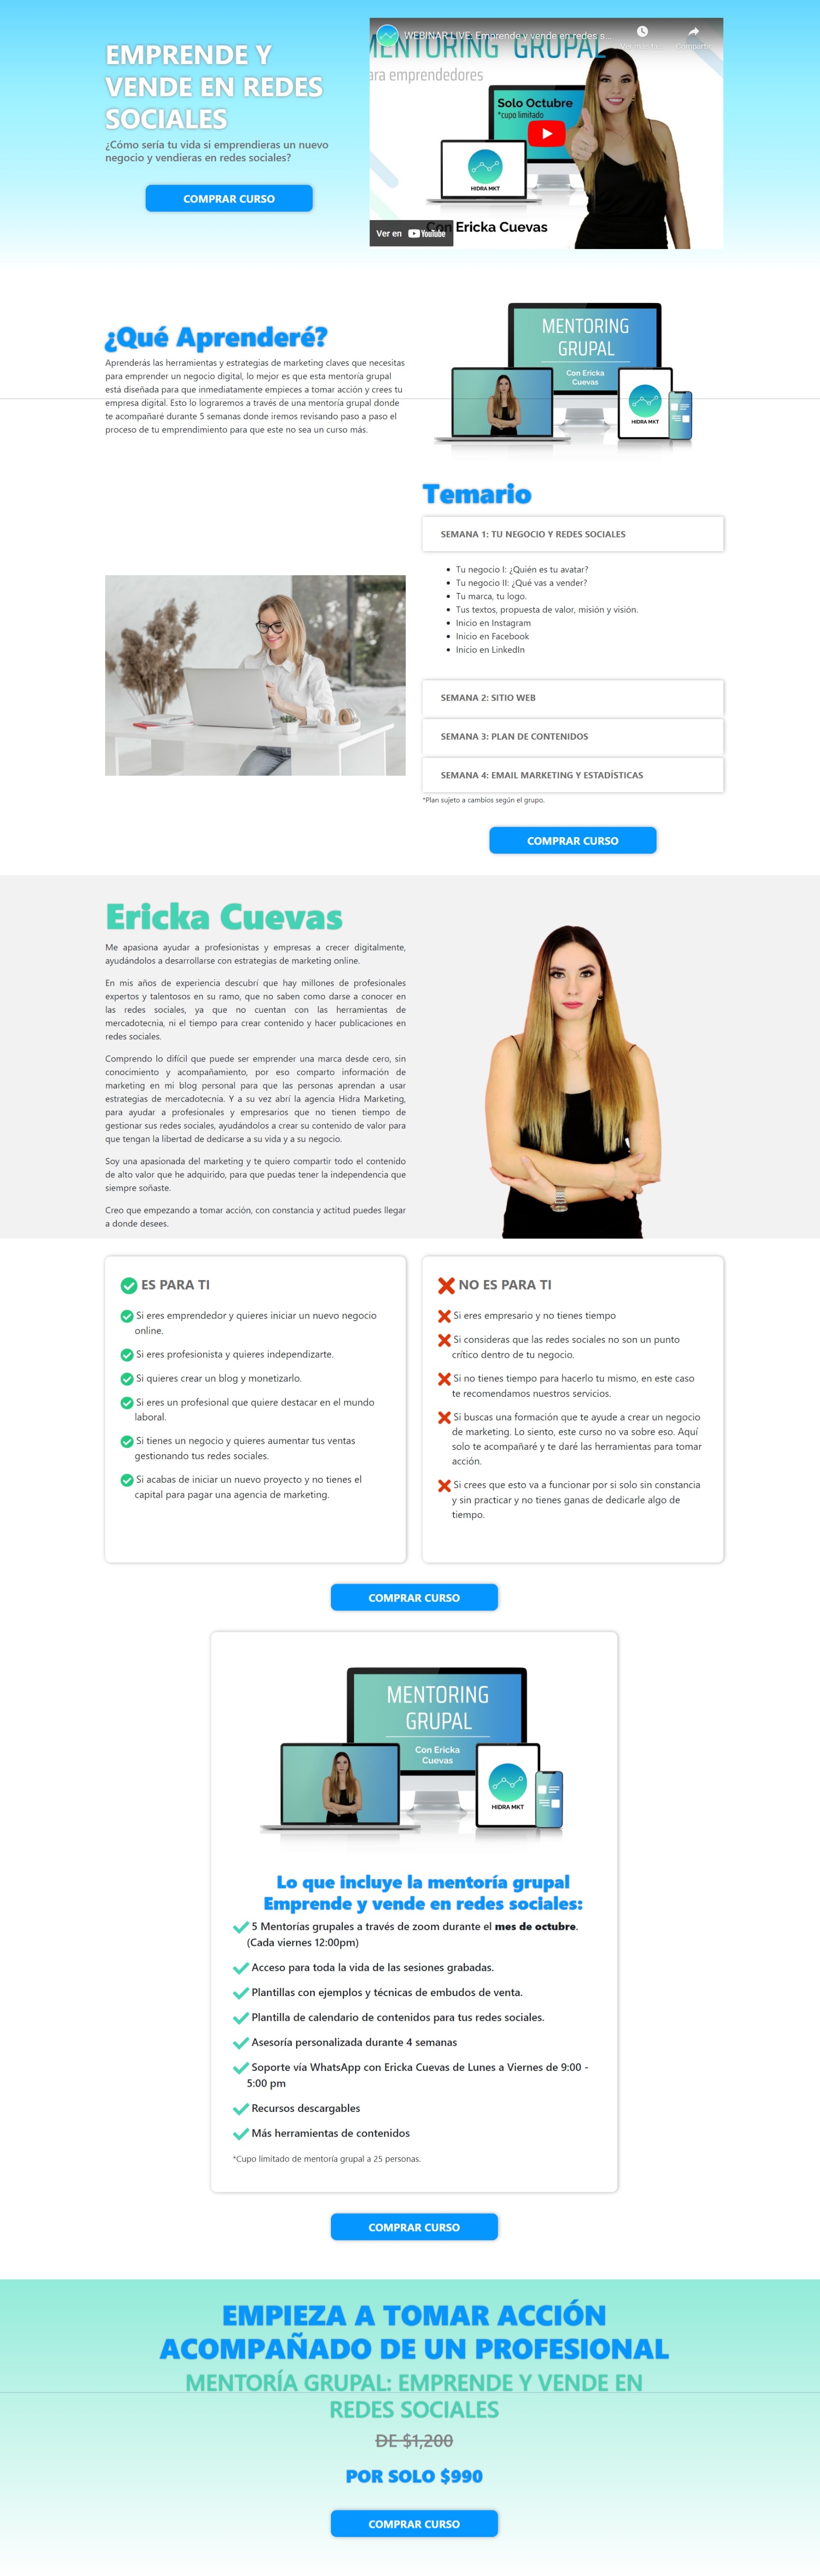 EMPRENDE Y
VENDE EN REDES
SOCIALES
¿Cómo sería tu vida si emprendieras un nuevo
negocio y vendieras en redes sociales?
COMPRAR CURSO
WEBINAR LIVE: Emprende y vende en redes s...
MENTORING GRUPAL
ara emprendedores
Solo Octubre
*cupo limitado
HIDRA MKT
Con Ericka Cuevas
Ver en YouTube
¿Qué Aprenderé?
Aprenderás las herramientas y estrategias de marketing claves que necesitas
para emprender un negocio digital, lo mejor es que esta mentoría grupal
está diseñada para que inmediatamente empieces a tomar acción y crees tu
empresa digital. Esto lo lograremos a través de una mentoría grupal donde
te acompañaré durante 5 semanas donde iremos revisando paso a paso el
proceso de tu emprendimiento para que este no sea un curso más.
MENTORING
GRUPAL
Con Ericka
Cuevas
HIDRA MKT
Temario
SEMANA 1: TU NEGOCIO Y REDES SOCIALES
Tu negocio I: ¿Quién es tu avatar?
Tu negocio II: ¿Qué vas a vender?
Tu marca, tu logo.
Tus textos, propuesta de valor, misión y visión.
Inicio en Instagram
Inicio en Facebook
Inicio en LinkedIn
SEMANA 2: SITIO WEB
SEMANA 3: PLAN DE CONTENIDOS
SEMANA 4: EMAIL MARKETING Y ESTADÍSTICAS
*Plan sujeto a cambios según el grupo.
COMPRAR CURSO
Ericka Cuevas
Me apasiona ayudar a profesionistas y empresas a crecer digitalmente,
ayudándolos a desarrollarse con estrategias de marketing online.
En mis años de experiencia descubrí que hay millones de profesionales
expertos y talentosos en su ramo, que no saben como darse a conocer en
las redes sociales, ya que no cuentan con las herramientas de
mercadotecnia, ni el tiempo para crear contenido y hacer publicaciones en
redes sociales.
Comprendo lo difícil que puede ser emprender una marca desde cero, sin
conocimiento y acompañamiento, por eso comparto información de
marketing en mi blog personal para que las personas aprendan a usar
estrategias de mercadotecnia. Y a su vez abrí la agencia Hidra Marketing,
para ayudar a profesionales y empresarios que no tienen tiempo de
gestionar sus redes sociales, ayudándolos a crear su contenido de valor para
que tengan la libertad de dedicarse a su vida y a su negocio.
Soy una apasionada del marketing y te quiero compartir todo el contenido
de alto valor que he adquirido, para que puedas tener la independencia que
siempre soñaste.
Creo que empezando a tomar acción, con constancia y actitud puedes llegar
a donde desees.
ES PARA TI
Si eres emprendedor y quieres iniciar un nuevo negocio
online.
Si eres profesionista y quieres independizarte.
Si quieres crear un blog y monetizarlo.
Si eres un profesional que quiere destacar en el mundo
laboral.
Si tienes un negocio y quieres aumentar tus ventas
gestionando tus redes sociales.
Si acabas de iniciar un nuevo proyecto y no tienes el
capital para pagar una agencia de marketing.
NO ES PARA TI
Si eres empresario y no tienes tiempo
Si consideras que las redes sociales no son un punto
crítico dentro de tu negocio.
Si no tienes tiempo para hacerlo tu mismo, en este caso
te recomendamos nuestros servicios.
Si buscas una formación que te ayude a crear un negocio
de marketing. Lo siento, este curso no va sobre eso. Aquí
solo te acompañaré y te daré las herramientas para tomar
acción.
Si crees que esto va a funcionar por si solo sin constancia
y sin practicar y no tienes ganas de dedicarle algo de
tiempo.
COMPRAR CURSO
MENTORING
GRUPAL
Con Ericka
Cuevas
HIDRA MKT
Lo que incluye la mentoría grupal
Emprende y vende en redes sociales:
5 Mentorías grupales a través de zoom durante el mes de octubre.
(Cada viernes 12:00pm)
Acceso para toda la vida de las sesiones grabadas.
Plantillas con ejemplos y técnicas de embudos de venta.
Plantilla de calendario de contenidos para tus redes sociales.
Asesoría personalizada durante 4 semanas
Soporte vía WhatsApp con Ericka Cuevas de Lunes a Viernes de 9:00 -
5:00 pm
Recursos descargables
Más herramientas de contenidos
*Cupo limitado de mentoría grupal a 25 personas.
COMPRAR CURSO
EMPIEZA A TOMAR ACCIÓN
ACOMPAÑADO DE UN PROFESIONAL
MENTORÍA GRUPAL: EMPRENDE Y VENDE EN
REDES SOCIALES
DE $1,200
POR SOLO $990
COMPRAR CURSO